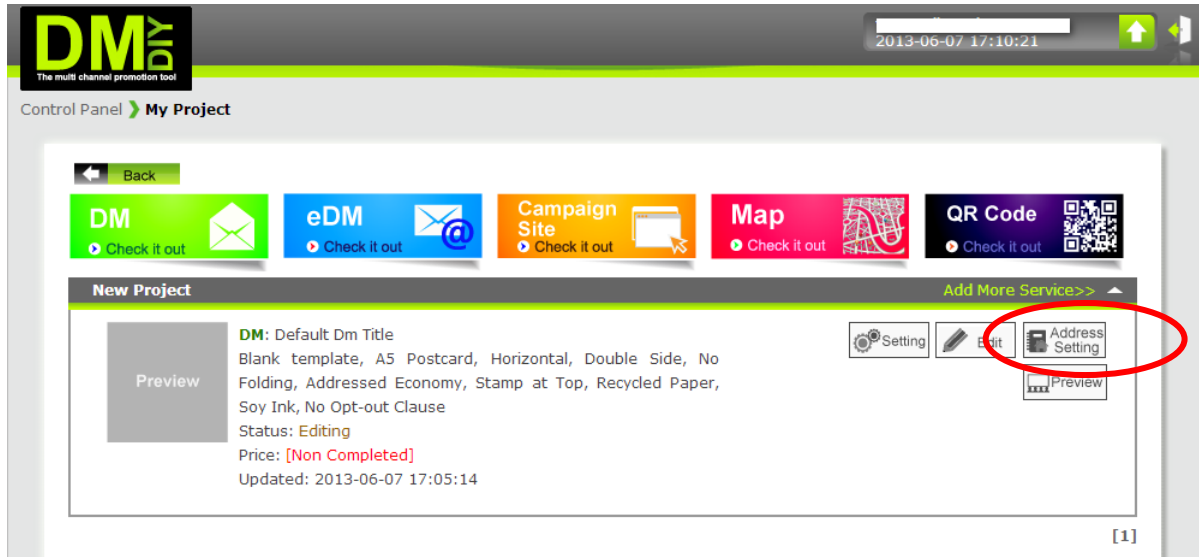 DM DIY
The multi channel promotion tool
2013-06-07 17:10:21
Control Panel My Project
Back
DM
Check it out
eDM
Check it out
Campaign
Site
Check it out
Map
Check it out
QR Code
Check it out
New Project
Add More Service>>
Preview
DM: Default Dm Title
Blank template, A5 Postcard, Horizontal, Double Side, No
Folding, Addressed Economy, Stamp at Top, Recycled Paper,
Soy Ink, No Opt-out Clause
Status: Editing
Price: [Non Completed]
Updated: 2013-06-07 17:05:14
Setting
Edit
Address
Setting
Preview
[1]